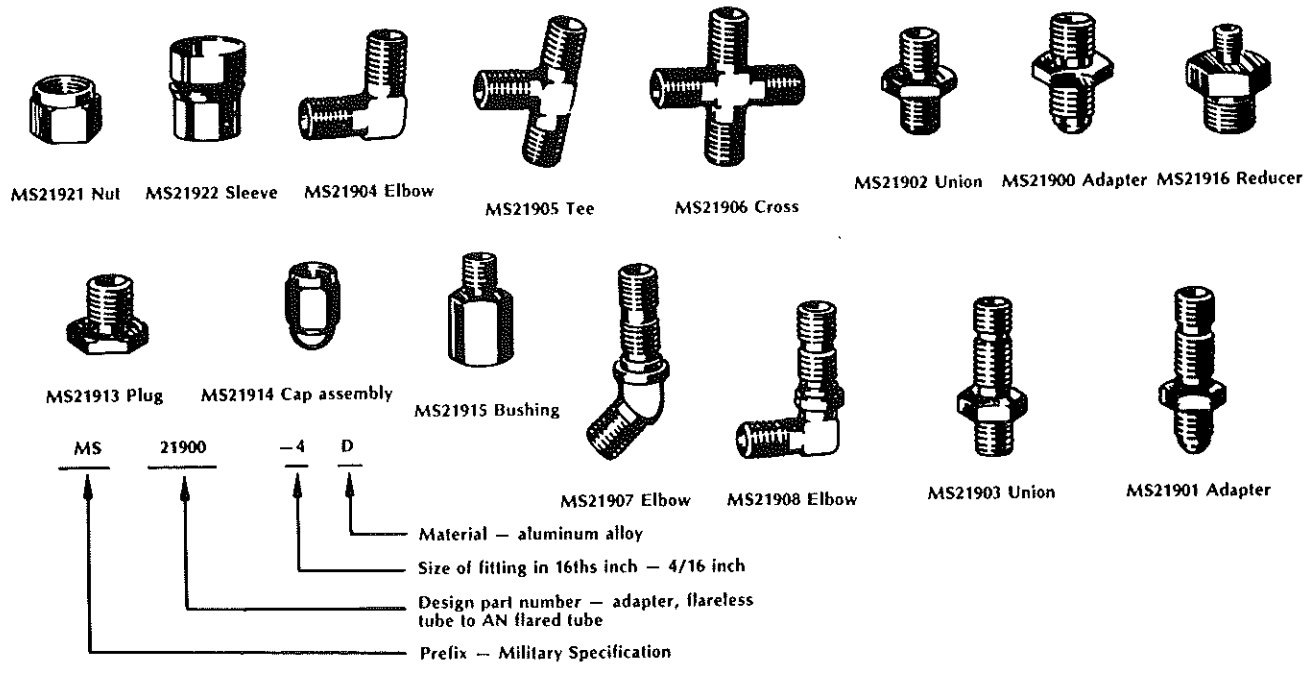 MS21921 Nut
MS21922 Sleeve
MS21904 Elbow
MS21905 Tee
MS21906 Cross
MS21902 Union
MS21900 Adapter
MS21916 Reducer
MS21913 Plug
MS21914 Cap assembly
MS21915 Bushing
MS21907 Elbow
MS21908 Elbow
MS21903 Union
MS21901 Adapter
MS 21900 –4 D
Material — aluminum alloy
Size of fitting in 16ths inch — 4/16 inch
Design part number — adapter, flareless
tube to AN flared tube
Prefix — Military Specification